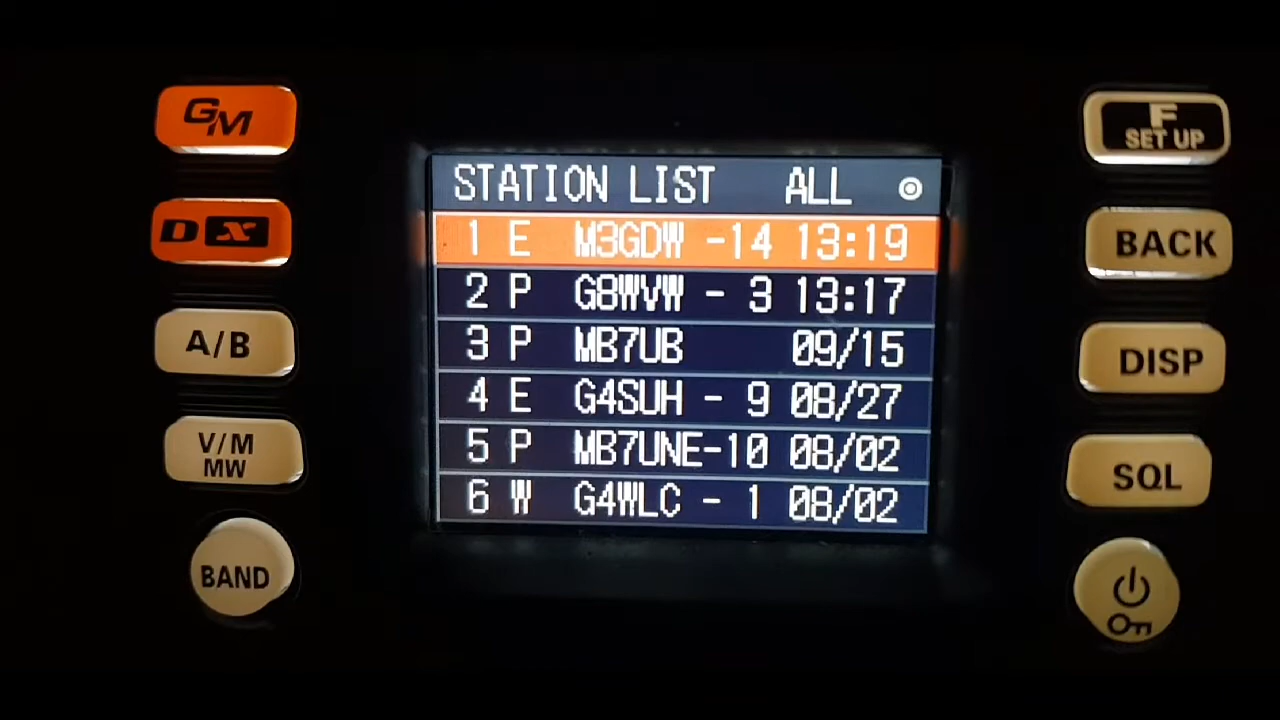 GM
DX
A/B
V/M
MW
BAND
STATION LIST ALL
1 E M3GDW -14 13:19
2 P G8WVW - 3 13:17
3 P MB7UB 09/15
4 E G4SUH - 9 08/27
5 P MB7UNE-10 08/02
6 W G4WLC - 1 08/02
F
SET UP
BACK
DISP
SQL